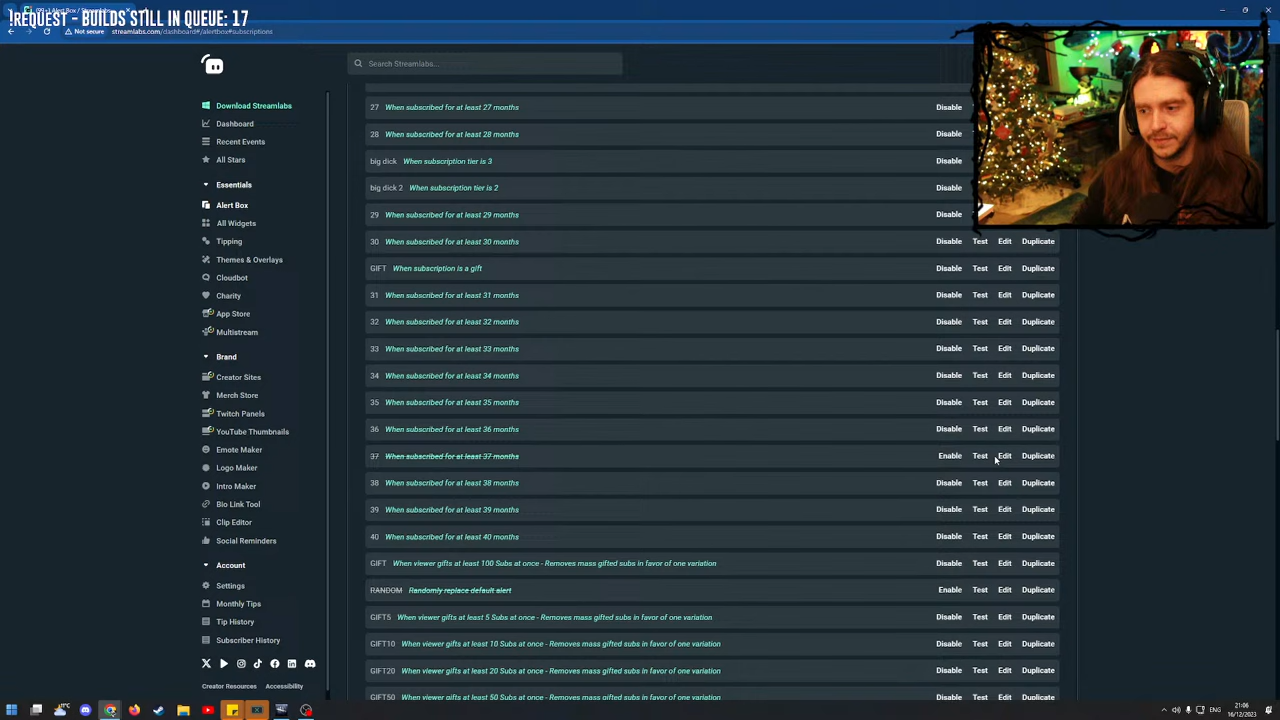 !REQUEST - BUILDS STILL IN QUEUE: 17
Not secure
streamlabs.com/dashboard#/alertbox#subscriptions
Search Streamlabs...
Download Streamlabs
Dashboard
Recent Events
All Stars
Essentials
Alert Box
All Widgets
Tipping
Themes & Overlays
Cloudbot
Charity
App Store
Multistream
Brand
Creator Sites
Merch Store
Twitch Panels
YouTube Thumbnails
Emote Maker
Logo Maker
Intro Maker
Bio Link Tool
Clip Editor
Social Reminders
Account
Settings
Monthly Tips
Tip History
Subscriber History
Creator Resources Accessibility
27 When subscribed for at least 27 months Disable
28 When subscribed for at least 28 months Disable
big dick When subscription tier is 3 Disable
big dick 2 When subscription tier is 2 Disable
29 When subscribed for at least 29 months Disable
30 When subscribed for at least 30 months Disable Test Edit Duplicate
GIFT When subscription is a gift Disable Test Edit Duplicate
31 When subscribed for at least 31 months Disable Test Edit Duplicate
32 When subscribed for at least 32 months Disable Test Edit Duplicate
33 When subscribed for at least 33 months Disable Test Edit Duplicate
34 When subscribed for at least 34 months Disable Test Edit Duplicate
35 When subscribed for at least 35 months Disable Test Edit Duplicate
36 When subscribed for at least 36 months Disable Test Edit Duplicate
37 When subscribed for at least 37 months Enable Test Edit Duplicate
38 When subscribed for at least 38 months Disable Test Edit Duplicate
39 When subscribed for at least 39 months Disable Test Edit Duplicate
40 When subscribed for at least 40 months Disable Test Edit Duplicate
GIFT When viewer gifts at least 100 Subs at once - Removes mass gifted subs in favor of one variation Disable Test Edit Duplicate
RANDOM Randomly replace default alert Enable Test Edit Duplicate
GIFT5 When viewer gifts at least 5 Subs at once - Removes mass gifted subs in favor of one variation Disable Test Edit Duplicate
GIFT10 When viewer gifts at least 10 Subs at once - Removes mass gifted subs in favor of one variation Disable Test Edit Duplicate
GIFT20 When viewer gifts at least 20 Subs at once - Removes mass gifted subs in favor of one variation Disable Test Edit Duplicate
GIFT50 When viewer gifts at least 50 Subs at once - Removes mass gifted subs in favor of one variation Disable Test Edit Duplicate
ENG
21:06
16/12/2023